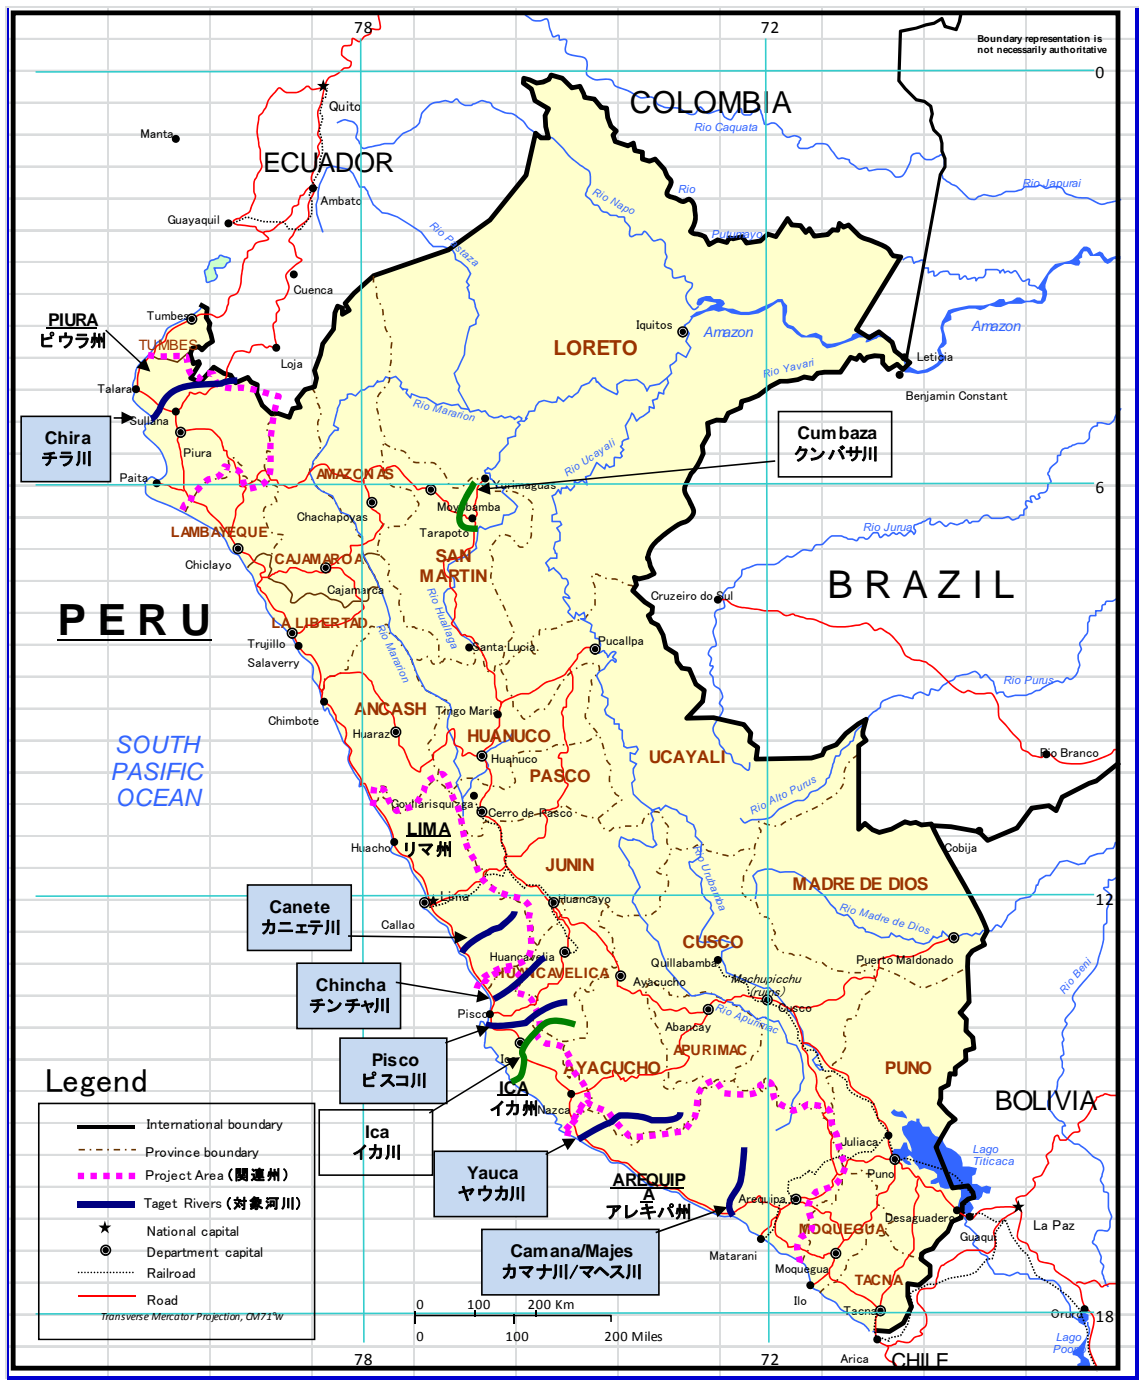 78
72
Boundary representation is
not necessarily authoritative
0
COLOMBIA
Quito
Rio Caquata
Manta
ECUADOR
Rio
Rio Japurai
Ambato
Rio Napo
Guayaquil
Putumayo
Rio Pastaza
Cuenca
PIURA
ピウラ州
Tumbes
TUMBES
Iquitos
Amazon
Amazon
LORETO
Loja
Leticia
Rio Yavari
Talara
Benjamin Constant
Rio Mararion
Sullana
Chira
チラ川
Cumbaza
クンバサ川
Piura
Rio Ucayali
Paita
AMAZONAS
Yurimaguas
6
Moyobamba
Chachapoyas
Tarapoto
Rio Jurua
LAMBAYEQUE
SAN
MARTIN
CAJAMAROA
Chiclayo
BRAZIL
Cajamarca
Cruzeiro do Sul
PERU
Rio Huallaga
LA LIBERTAD
Trujillo
Rio Mararion
Santa Lucia
Pucallpa
Salaverry
Rio Purus
ANCASH
Tingo Maria
Chimbote
Huaraz
HUANUCO
SOUTH
PASIFIC
OCEAN
UCAYALI
Rio Branco
Huahuco
PASCO
Rio Alto Purus
Goyllarisquizga
Cerro de Pasco
LIMA
リマ州
Huacho
Cobija
JUNIN
Rio Urubamba
MADRE DE DIOS
Lima
Huancayo
12
Canete
カニェテ川
Callao
Rio Madre de Dios
CUSCO
Huancavelia
Quillabamba
Puerto Maldonado
HUANCAVELICA
Chincha
チンチャ川
Ayacucho
Machupicchu
(ruins)
Rio Beni
Pisco
Cusco
Rio Apurimac
Abancay
Pisco
ピスコ川
Ica
APURIMAC
AYACUCHO
PUNO
Legend
ICA
イカ州
Nazca
BOLIVIA
International boundary
Ica
イカ川
Juliaca
Lago
Titicaca
Province boundary
Project Area (関連州)
Puno
Yauca
ヤウカ川
AREQUIP
A
アレキパ州
Taget Rivers (対象河川)
Arequipa
Desaguadero
National capital
MOQUEGUA
La Paz
Guaqui
Department capital
Camana/Majes
カマナ川/マヘス川
Matarani
Railroad
Moquegua
TACNA
Road
Ilo
Transverse Mercator Projection, CM71°W
0 100 200 Km
Tacna
Oruro
18
0 100 200 Miles
Lago
Poop
78
72
Arica
CHILE